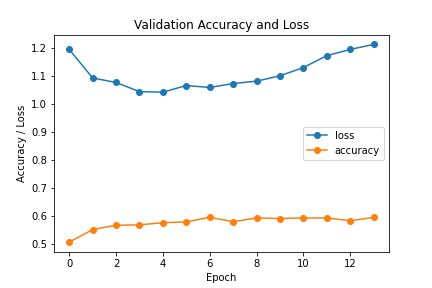 Validation Accuracy and Loss
1.2
1.1
1.0
0.9
0.8
0.7
0.6
0.5
Accuracy / Loss
loss
accuracy
0 2 4 6 8 10 12
Epoch